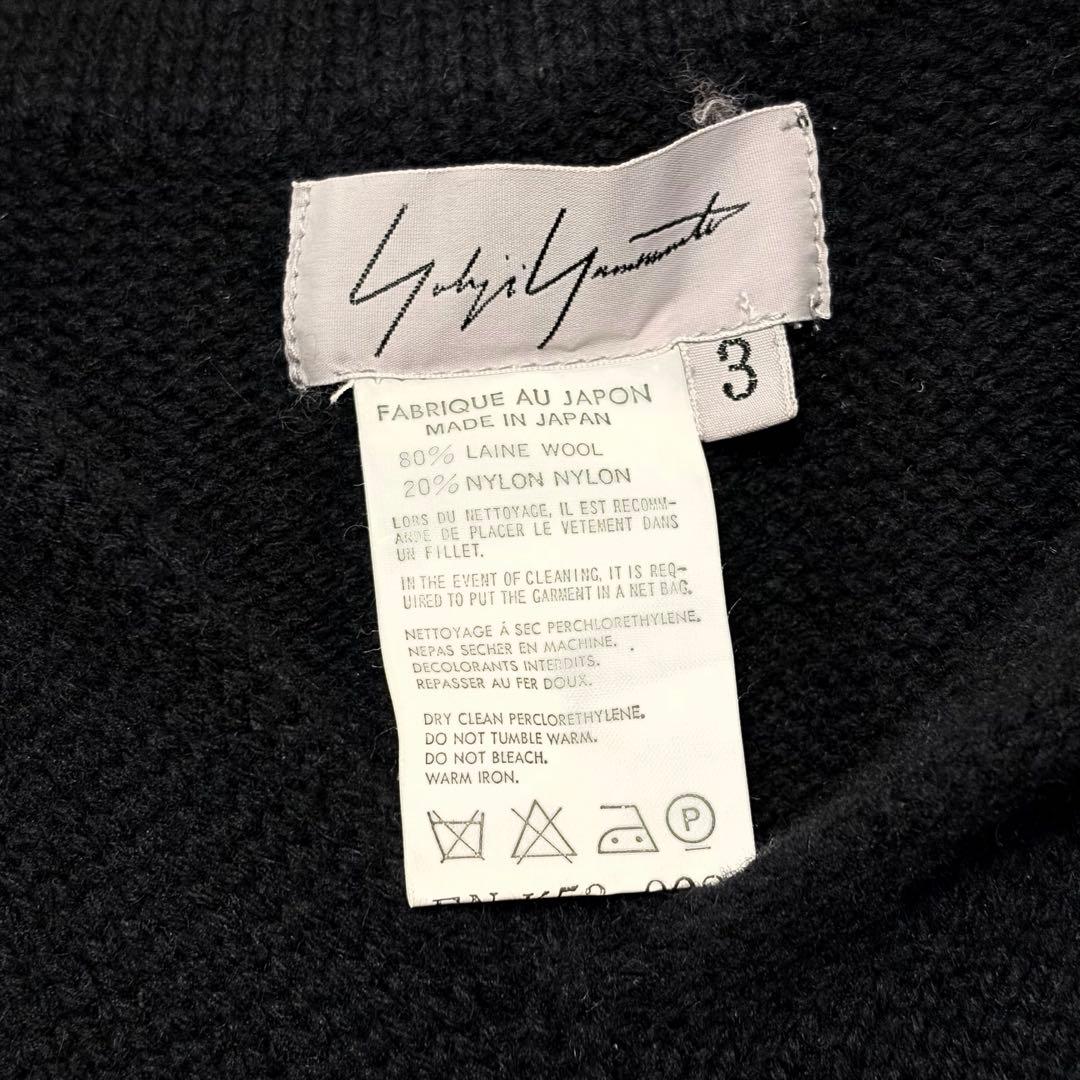 Yohji Yamamoto
3
FABRIQUE AU JAPON
MADE IN JAPAN
80% LAINE WOOL
20% NYLON NYLON
LORS DU NETTOYAGE, IL EST RECOMM-
ANDE DE PLACER LE VETEMENT DANS
UN FILLET.
IN THE EVENT OF CLEANING, IT IS REQ-
UIRED TO PUT THE GARMENT IN A NET BAG.
NETTOYAGE À SEC PERCHLORETHYLENE.
NEPAS SECHER EN MACHINE.
DECOLORANTS INTERDITS.
REPASSER AU FER DOUX.
DRY CLEAN PERCLORETHYLENE.
DO NOT TUMBLE WARM.
DO NOT BLEACH.
WARM IRON.
P